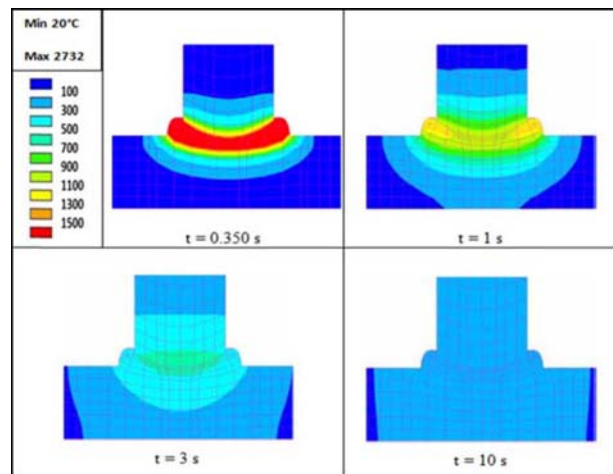 Min 20°C
Max 2732
100
300
500
700
900
1100
1300
1500
t = 0.350 s
t = 1 s
t = 3 s
t = 10 s